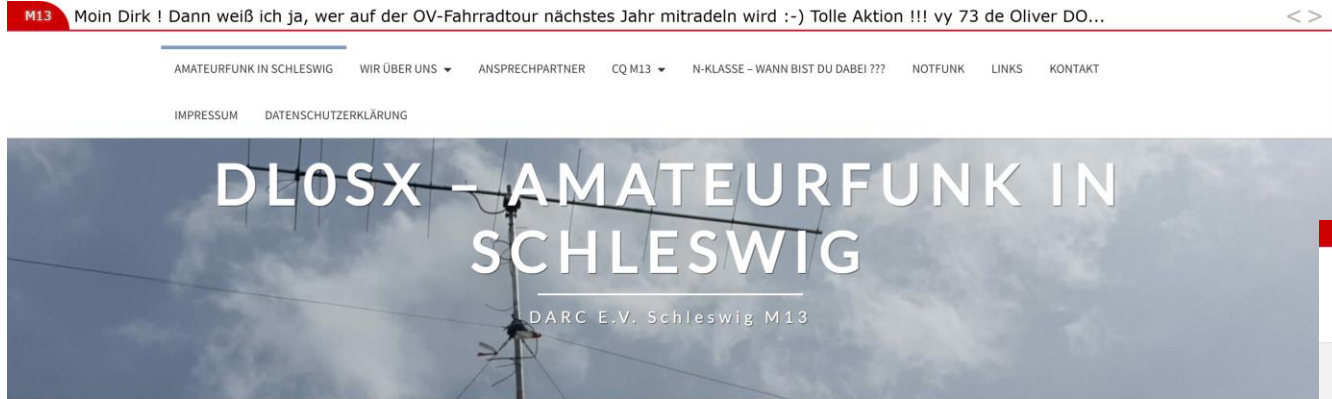 M13 Moin Dirk ! Dann weiß ich ja, wer auf der OV-Fahrradtour nächstes Jahr mitradeln wird :-) Tolle Aktion !!! vy 73 de Oliver DO... < >
AMATEURFUNK IN SCHLESWIG WIR ÜBER UNS ANSPRECHPARTNER CQ M13 N-KLASSE – WANN BIST DU DABEI ??? NOTFUNK LINKS KONTAKT
IMPRESSUM DATENSCHUTZERKLÄRUNG
DL0SX – AMATEURFUNK IN
SCHLESWIG
DARC E.V. Schleswig M13